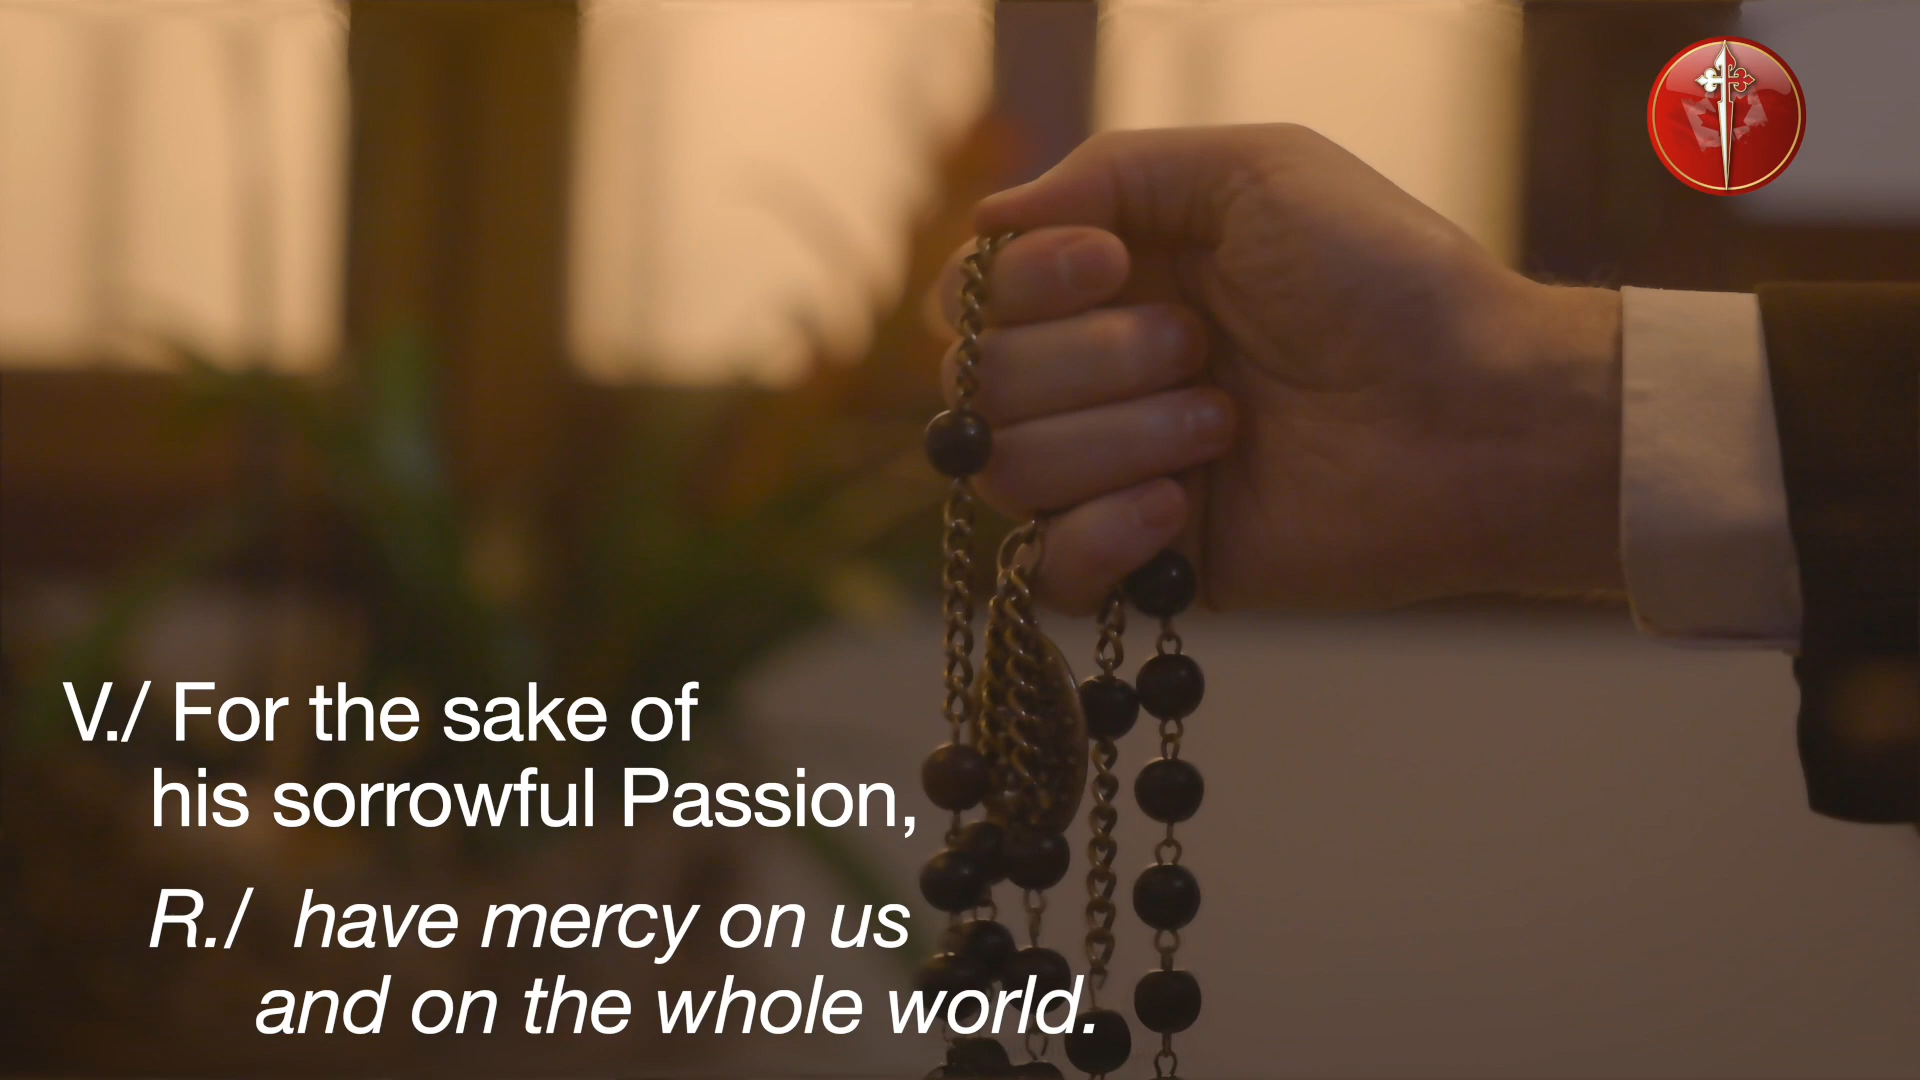 V./ For the sake of
his sorrowful Passion,
R./ have mercy on us
and on the whole world.